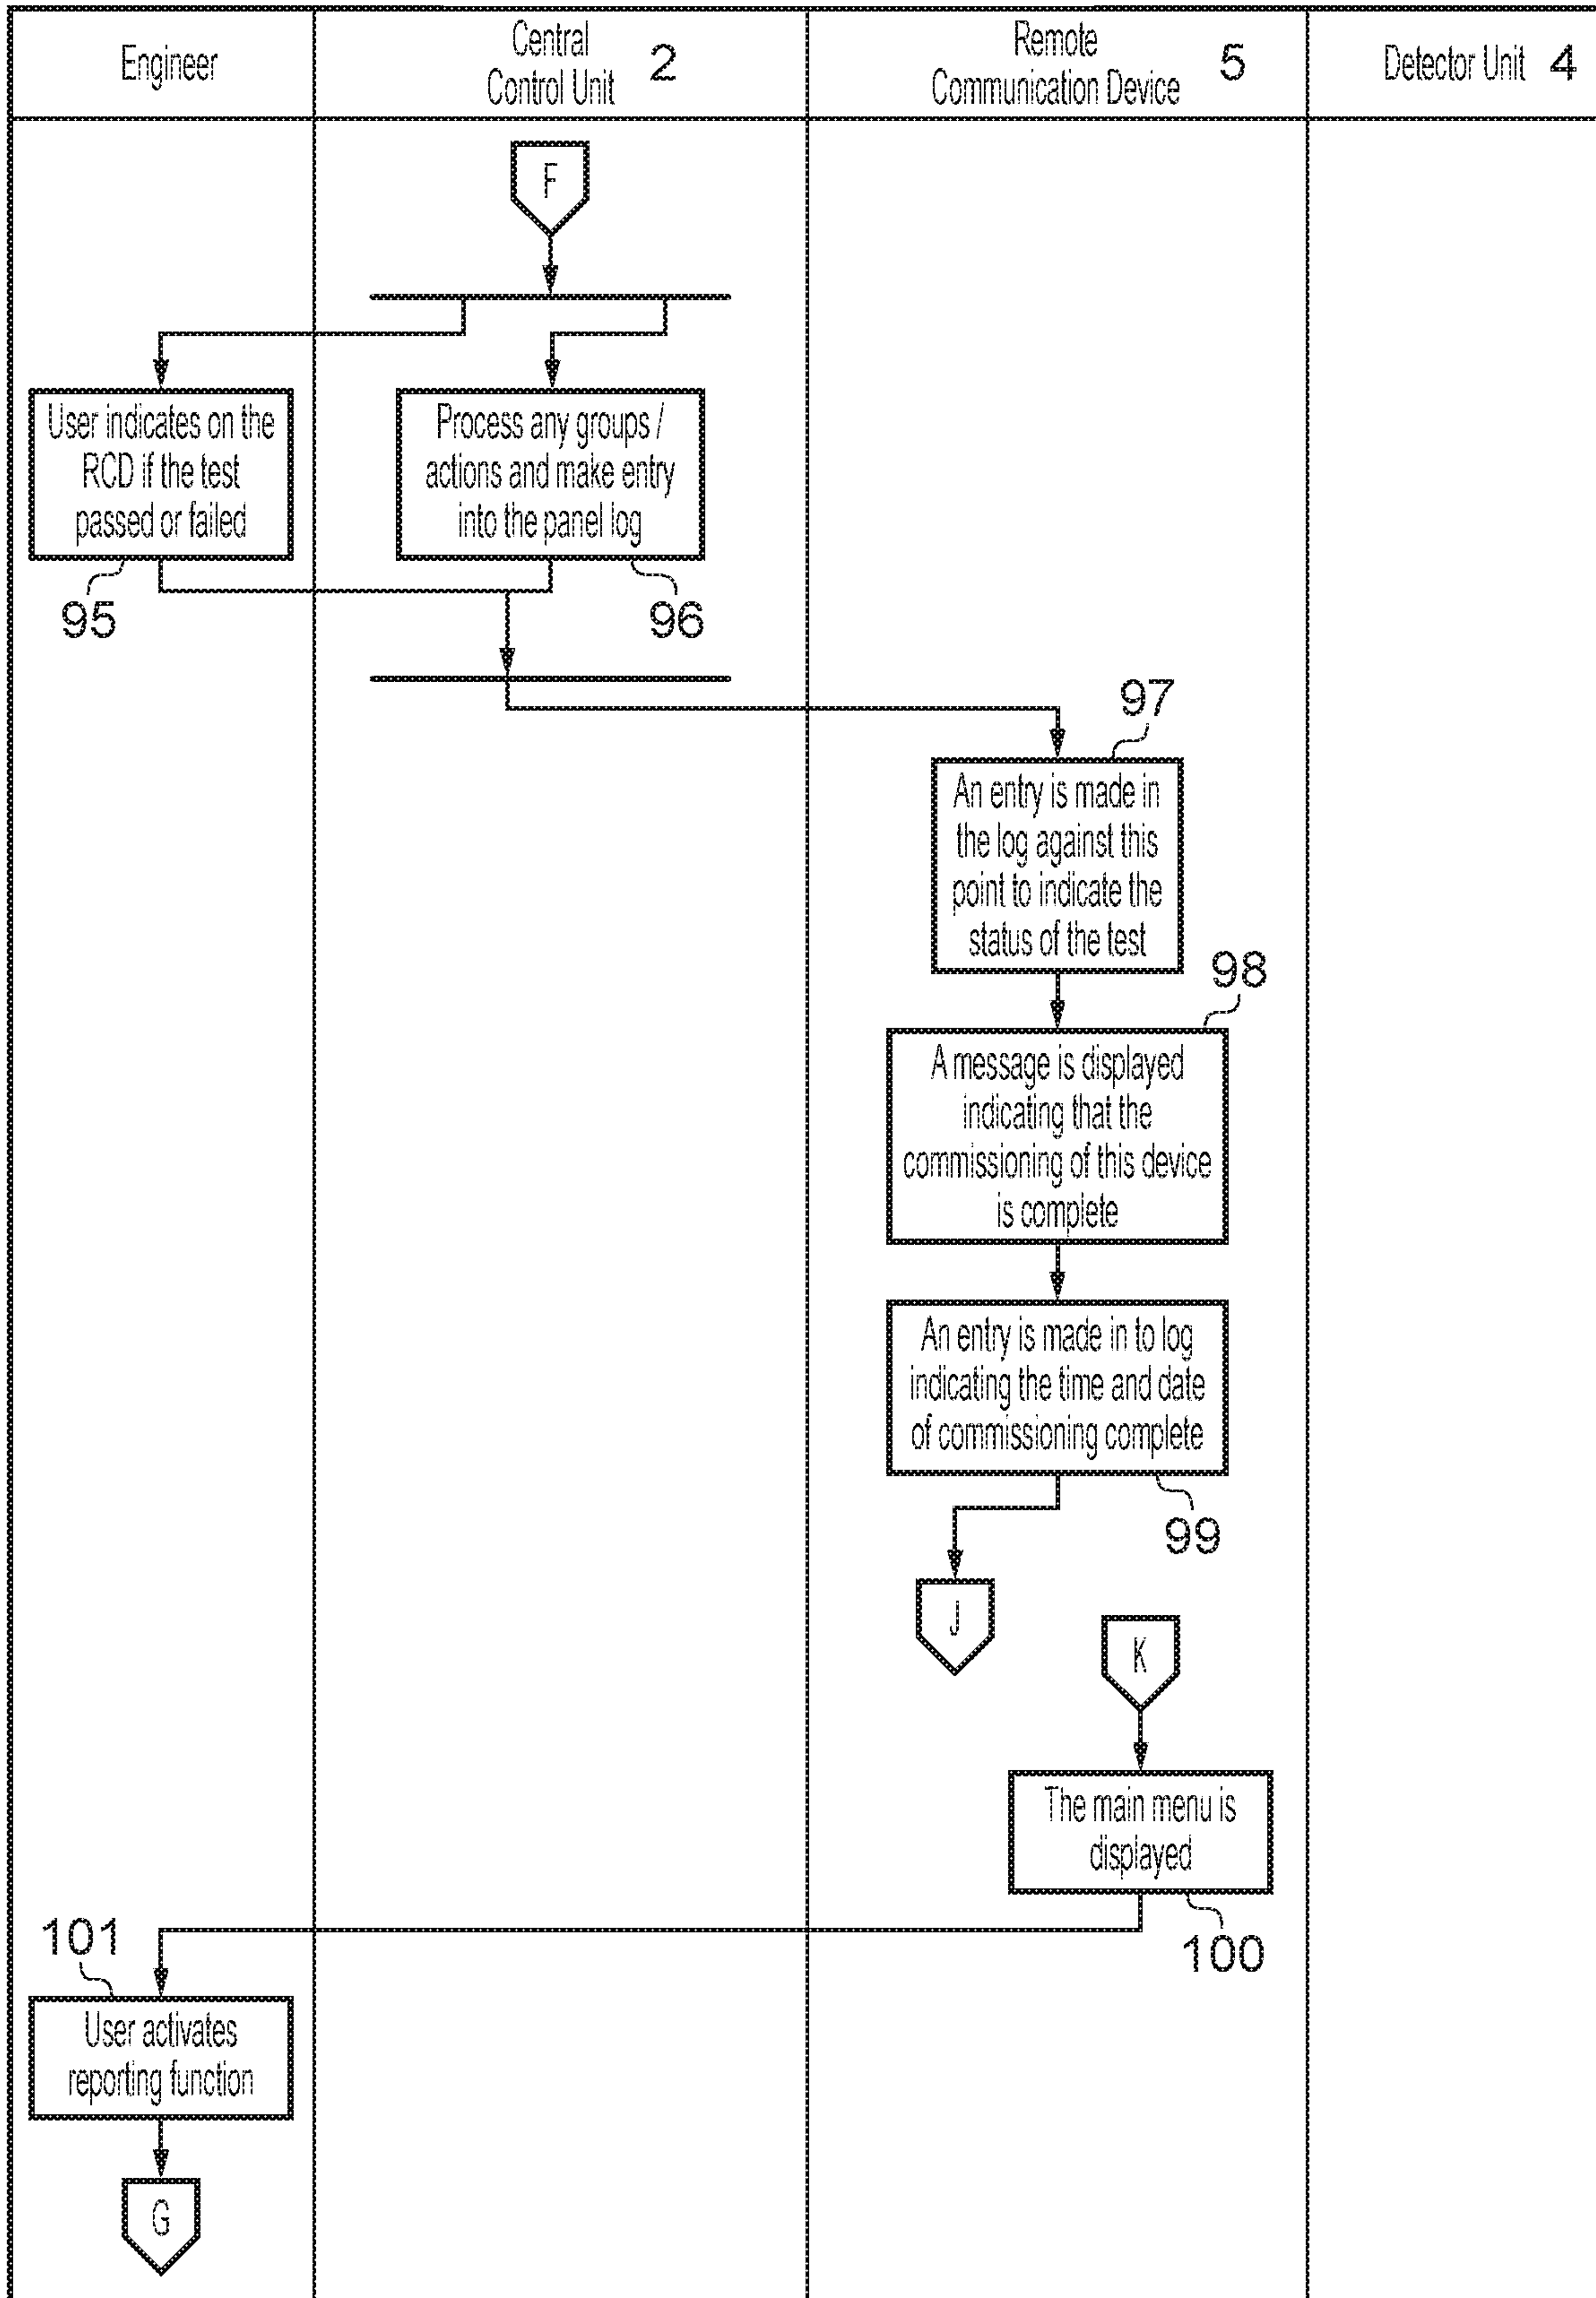 Engineer
Central
Control Unit 2
Remote
Communication Device 5
Detector Unit 4
F
User indicates on the
RCD if the test
passed or failed
95
Process any groups /
actions and make entry
into the panel log
96
97
An entry is made in
the log against this
point to indicate the
status of the test
98
A message is displayed
indicating that the
commissioning of this device
is complete
An entry is made in to log
indicating the time and date
of commissioning complete
99
J
K
The main menu is
displayed
100
101
User activates
reporting function
G